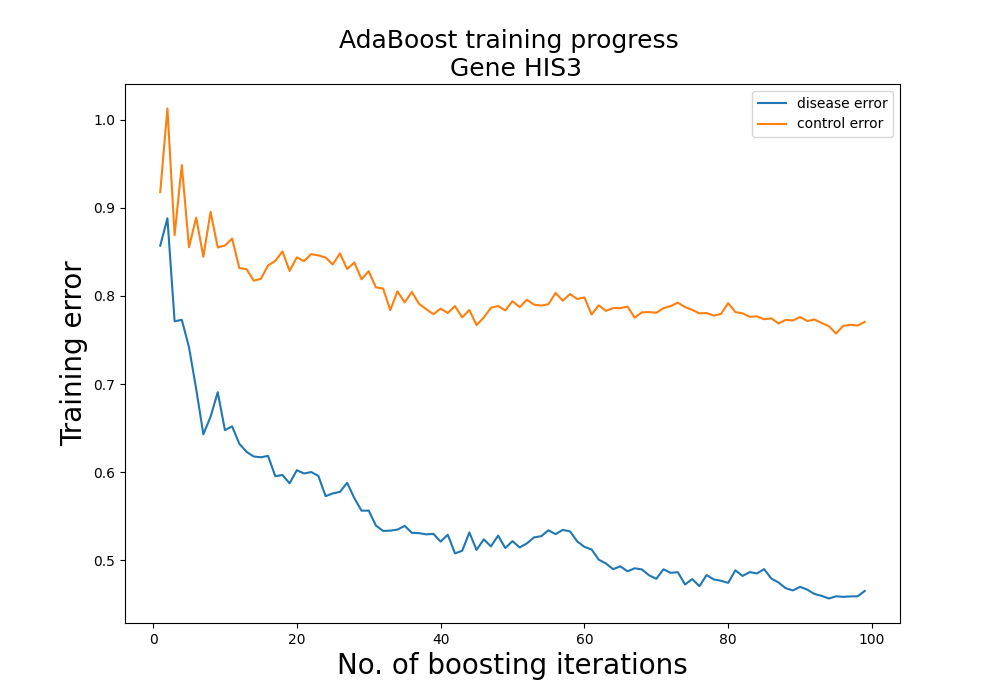 AdaBoost training progress
Gene HIS3
disease error
control error
Training error
1.0
0.9
0.8
0.7
0.6
0.5
0
20
40
60
80
100
No. of boosting iterations